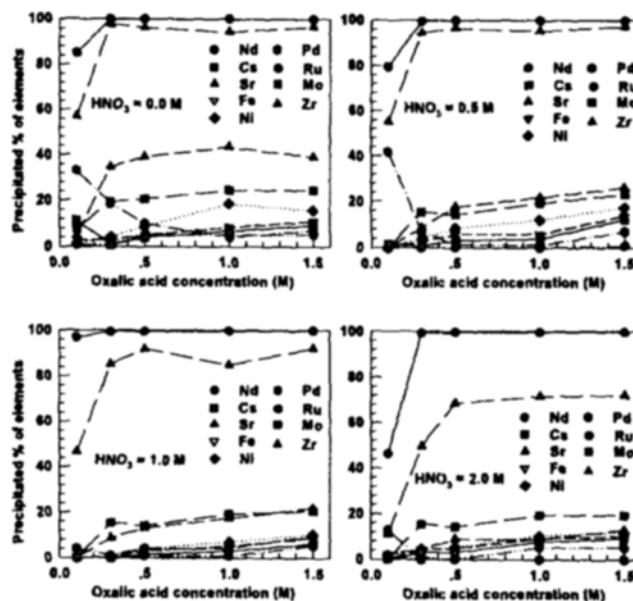 Precipitated % of elements
100
80
60
40
20
0
HNO₃ = 0.0 M
Nd Pd
Cs Ru
Sr Mo
Fe Zr
Ni
0.0 .5 1.0 1.5
Oxalic acid concentration (M)
100
80
60
40
20
0
HNO₃ = 0.5 M
Nd Pd
Cs Ru
Sr Mo
Fe Zr
Ni
0.0 .5 1.0 1.5
Oxalic acid concentration (M)
Precipitated % of elements
100
80
60
40
20
0
HNO₃ = 1.0 M
Nd Pd
Cs Ru
Sr Mo
Fe Zr
Ni
0.0 .5 1.0 1.5
Oxalic acid concentration (M)
100
80
60
40
20
0
HNO₃ = 2.0 M
Nd Pd
Cs Ru
Sr Mo
Fe Zr
Ni
0.0 .5 1.0 1.5
Oxalic acid concentration (M)